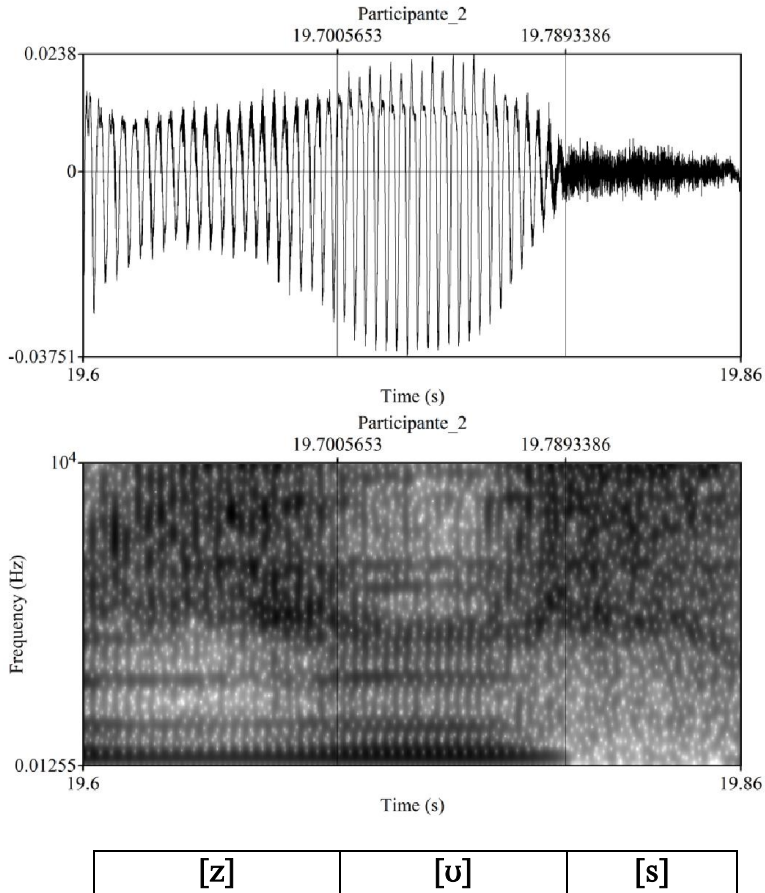 Participante_2
19.7005653 19.7893386
0.0238
0
-0.03751
19.6 19.86
Time (s)
Participante_2
19.7005653 19.7893386
10⁴
Frequency (Hz)
0.01255
19.6 19.86
Time (s)
[z] [ʊ] [s]